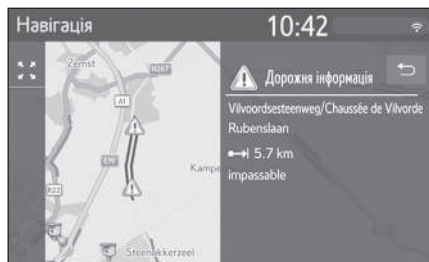 Навігація
10:42
Zemst
N267
A1
E19
Kampe
R22
Steenokkerzeel
Дорожня інформація
Vilvoordsesteenweg/Chaussée de Vilvorde
Rubenslaan
5.7 km
impassable